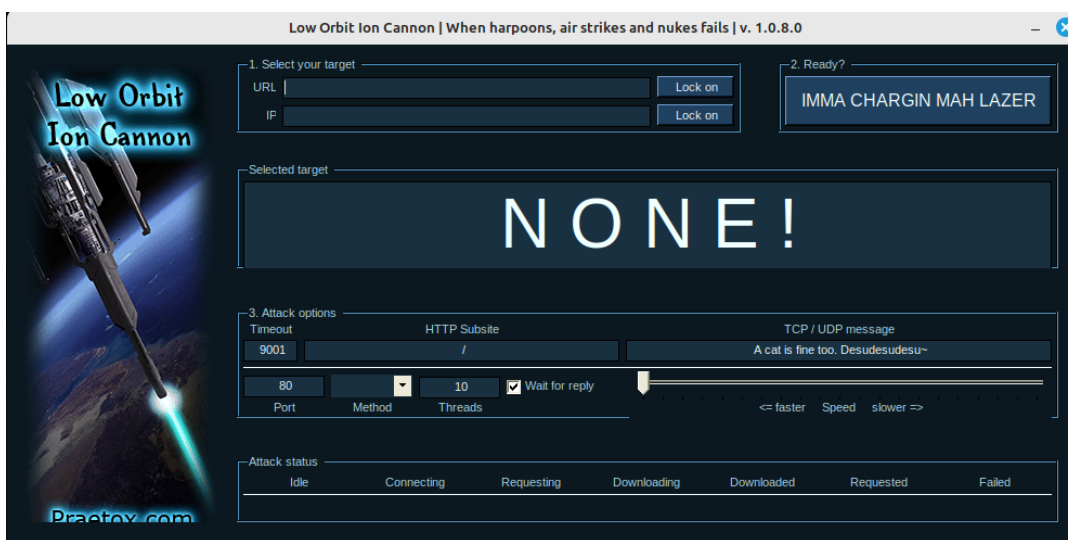 Low Orbit Ion Cannon | When harpoons, air strikes and nukes fails | v. 1.0.8.0
Low Orbit
Ion Cannon
1. Select your target
URL
Lock on
IP
Lock on
2. Ready?
IMMA CHARGIN MAH LAZER
Selected target
NONE!
3. Attack options
Timeout HTTP Subsite TCP / UDP message
9001 / A cat is fine too. Desudesudesu~
80 10 Wait for reply
Port Method Threads <= faster Speed slower =>
Attack status
Idle Connecting Requesting Downloading Downloaded Requested Failed
Praetox.com